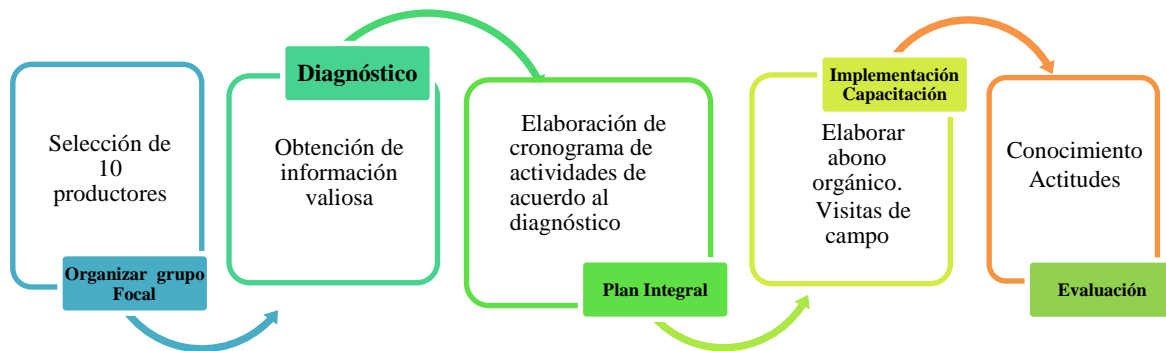 Selección de
10
productores
Organizar grupo
Focal
Diagnóstico
Obtención de
información
valiosa
Elaboración de
cronograma de
actividades de
acuerdo al
diagnóstico
Plan Integral
Implementación
Capacitación
Elaborar
abono
orgánico.
Visitas de
campo
Conocimiento
Actitudes
Evaluación